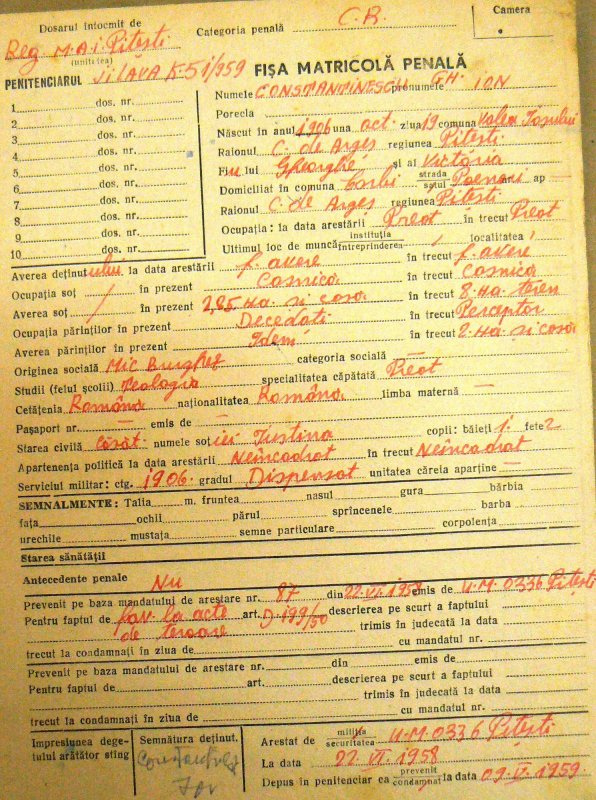 Dosarul întocmit de Categoria penală C.R. Camera
Reg. M.A.I. Pitești
(unitatea)
PENITENCIARUL JILAVA K-51/959 FIȘA MATRICOLĂ PENALĂ
Numele CONSTANTINESCU GH. pronumele ION
1 dos. nr.
Porecla
2 dos. nr.
Născut în anul 1906 luna oct. ziua 19 comuna Valea Iașului
3 dos. nr.
Raionul C. de Argeș regiunea Pitești
4 dos. nr.
Fiu lui Gheorghe și al Victoria
5 dos. nr.
Domiciliat în comuna Corbi strada satul Poenari ap —
6 dos. nr.
Raionul C. de Argeș regiunea Pitești
7 dos. nr.
Ocupația: la data arestării Preot în trecut Preot
8 dos. nr.
Ultimul loc de muncă instituția întreprinderea / localitatea /
9 dos. nr.
10 dos. nr.
Averea deținutului la data arestării f. avere în trecut f. avere
Ocupația soț în prezent Casnică în trecut Casnică
Averea soț în prezent 2,85 ha și casa în trecut 8 ha teren
Ocupația părinților în prezent Decedați în trecut Perceptor
Averea părinților în prezent Idem în trecut 2 ha și casa
Originea socială Mic Burghez categoria socială —
Studii (felul școlii) Teologia specialitatea căpătată Preot
Cetățenia Română naționalitatea Română limba maternă —
Pașaport nr. — emis de —
Starea civilă căsăt. numele soției Justina copii: băieți 1 fete 2
Apartenența politică la data arestării Neîncadrat în trecut Neîncadrat
Serviciul militar: ctg. 1906 gradul Dispensat unitatea căreia aparține —
SEMNALMENTE: Talia m. fruntea nasul gura bărbia
fața ochii părul sprîncenele barba
urechile mustața semne particulare corpolența
Starea sănătății
Antecedente penale Nu
Prevenit pe baza mandatului de arestare nr. 87 din 22.VI.1958 emis de U.M. 0336 Pitești
Pentru faptul de fav. la acte de teroare art. D-199/50 descrierea pe scurt a faptului
trimis în judecată la data
trecut la condamnați în ziua de cu mandatul nr.
Prevenit pe baza mandatului de arestare nr. din emis de
Pentru faptul de art. descrierea pe scurt a faptului
trimis în judecată la data
trecut la condamnați în ziua de cu mandatul nr.
Impresiunea degetului arătător stîng
Semnătura deținut.
Constantinescu
Ion
Arestat de miliția securitatea U.M. 0336 Pitești
La data 22.VI.1958
Depus în penitenciar ca prevenit condamnat la data 09.V.1959.